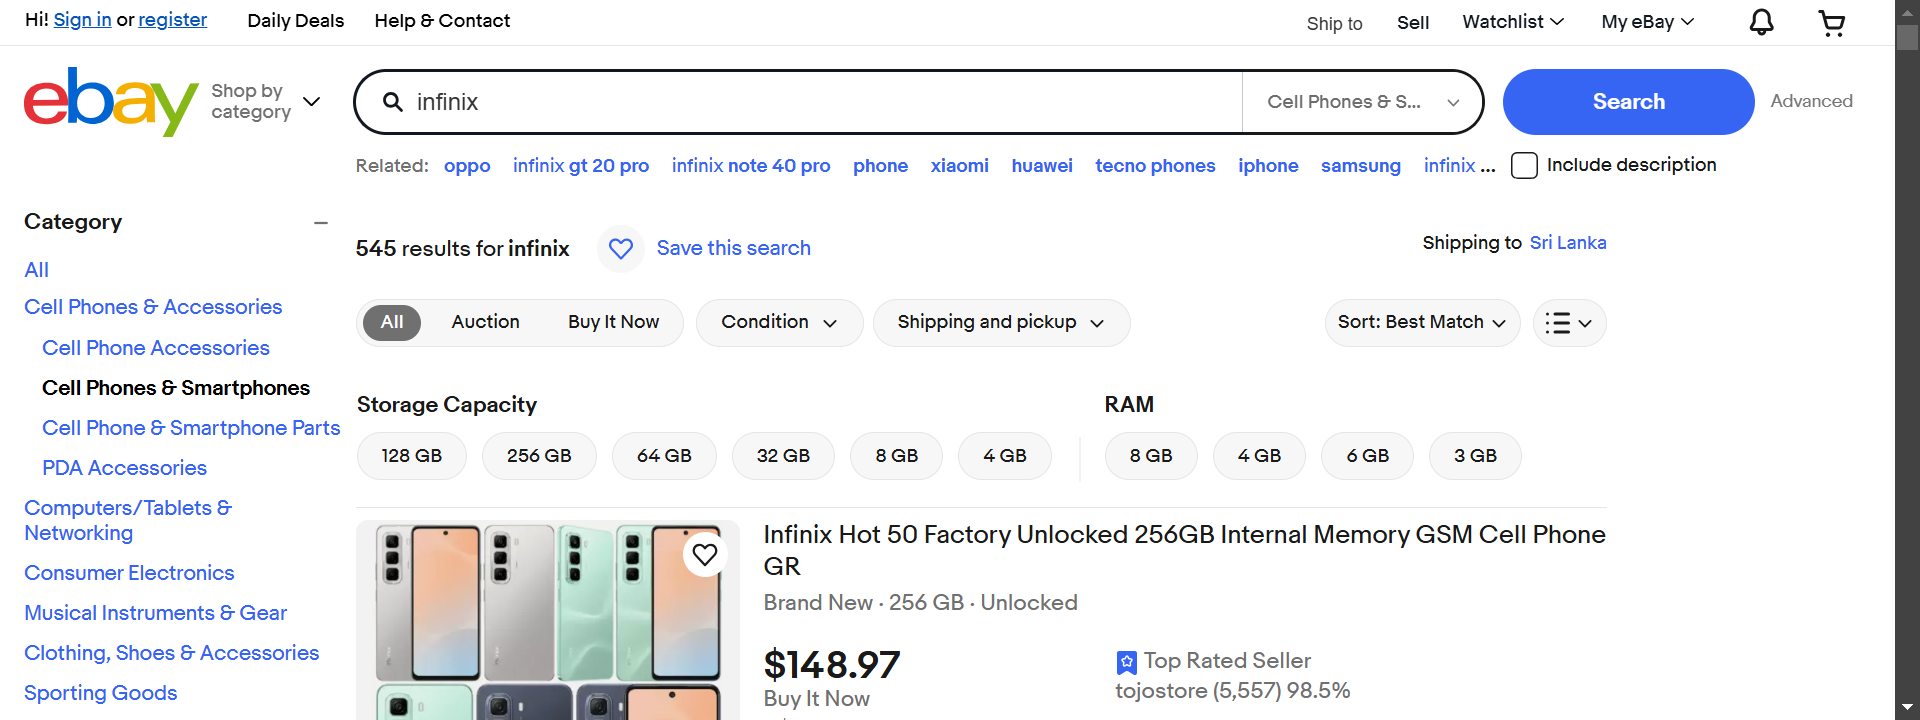 Hi! Sign in or register
Daily Deals
Help & Contact
Ship to
Sell
Watchlist
My eBay
ebay
Shop by
category
infinix
Cell Phones & S...
Search
Advanced
Related: oppo infinix gt 20 pro infinix note 40 pro phone xiaomi huawei tecno phones iphone samsung infinix ...
Include description
Category
545 results for infinix
Save this search
Shipping to Sri Lanka
All
Cell Phones & Accessories
Cell Phone Accessories
Cell Phones & Smartphones
Cell Phone & Smartphone Parts
PDA Accessories
Computers/Tablets &
Networking
Consumer Electronics
Musical Instruments & Gear
Clothing, Shoes & Accessories
Sporting Goods
All
Auction
Buy It Now
Condition
Shipping and pickup
Sort: Best Match
Storage Capacity
128 GB
256 GB
64 GB
32 GB
8 GB
4 GB
RAM
8 GB
4 GB
6 GB
3 GB
Infinix Hot 50 Factory Unlocked 256GB Internal Memory GSM Cell Phone
GR
Brand New · 256 GB · Unlocked
$148.97
Buy It Now
Top Rated Seller
tojostore (5,557) 98.5%